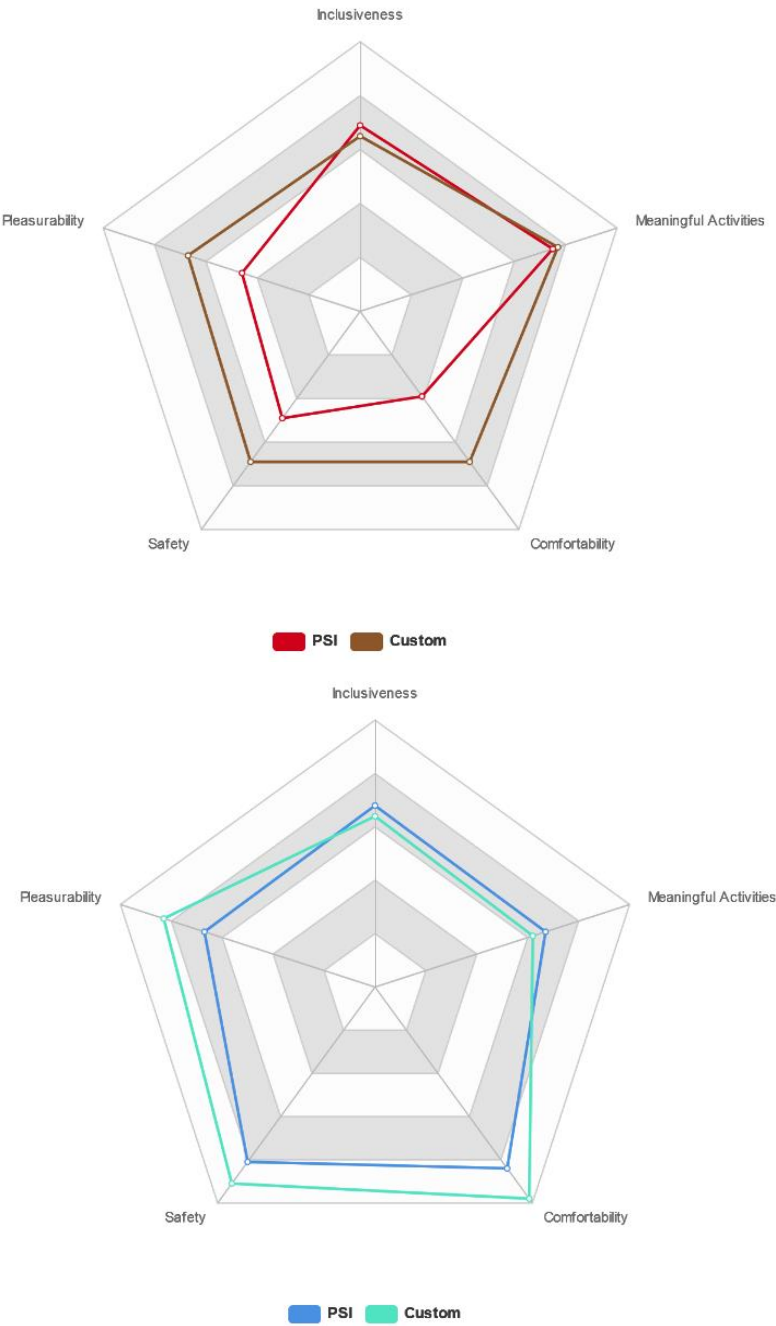 Inclusiveness
Pleasurability
Meaningful Activities
Safety
Comfortability
PSI Custom
Inclusiveness
Pleasurability
Meaningful Activities
Safety
Comfortability
PSI Custom